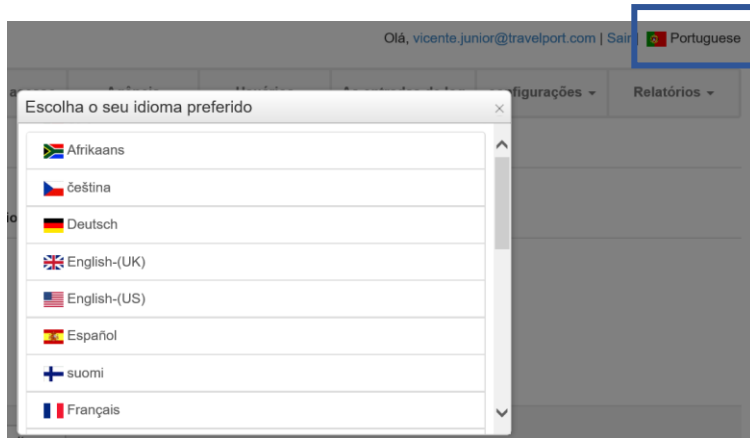 Olá, vicente.junior@travelport.com | Sair | Portuguese
Relatórios
Escolha o seu idioma preferido ×
Afrikaans
čeština
Deutsch
English-(UK)
English-(US)
Español
suomi
Français